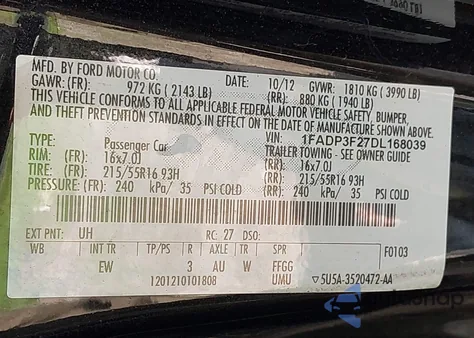 MFD. BY FORD MOTOR CO.
DATE: 10/12 GVWR: 1810 KG (3990 LB)
GAWR: (FR): 972 KG (2143 LB) (RR): 880 KG (1940 LB)
THIS VEHICLE CONFORMS TO ALL APPLICABLE FEDERAL MOTOR VEHICLE SAFETY, BUMPER,
AND THEFT PREVENTION STANDARDS IN EFFECT ON THE DATE OF MANUFACTURE SHOWN ABOVE.
VIN: 1FADP3F27DL168039
TYPE: Passenger Car TRAILER TOWING - SEE OWNER GUIDE
RIM: (FR) 16x7.0J (RR) 16x7.0J
TIRE: (FR) 215/55R16 93H (RR) 215/55R16 93H
PRESSURE: (FR) 240 kPa/ 35 PSI COLD (RR) 240 kPa/ 35 PSI COLD
EXT PNT: UH RC: 27 DSO: F0103
WB INT TR TP/PS R AXLE TR SPR
EW 3 AU W FFGG
UMU
1201210101808 5U5A-3520472-AA